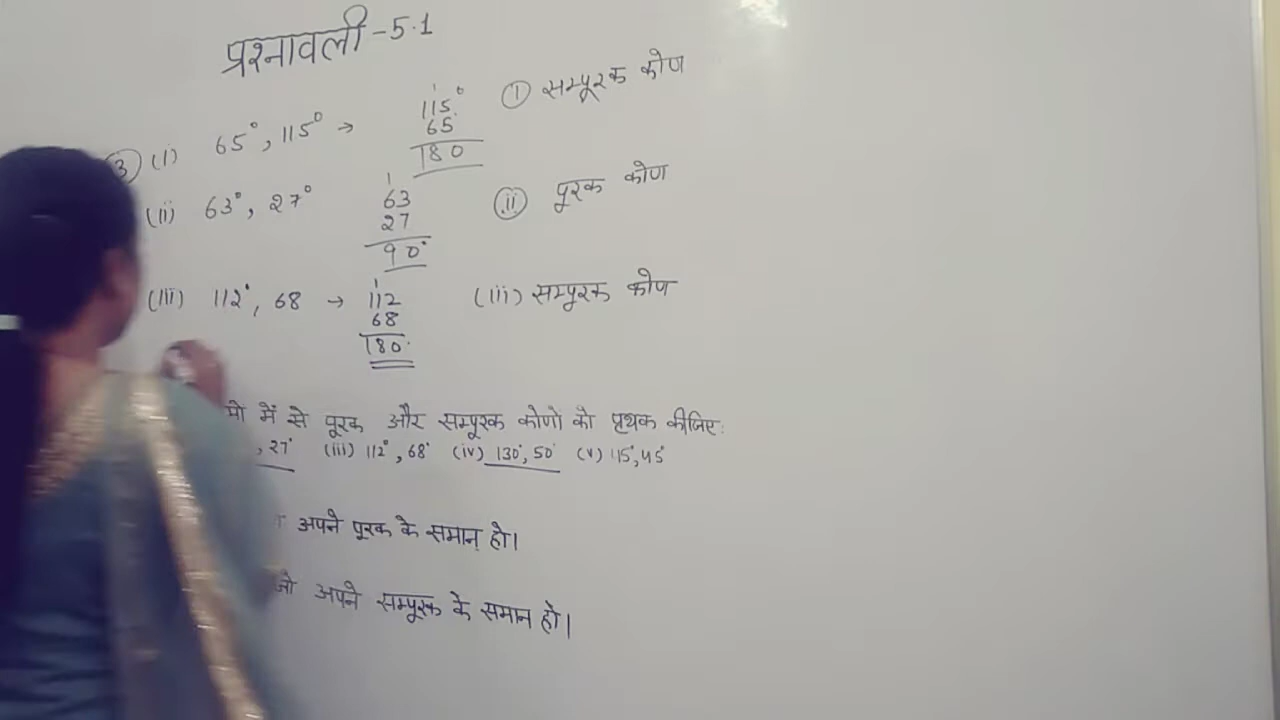 प्रश्नावली - 5.1
③ (i) 65°, 115° → 115° 65° 180 ① सम्पूरक कोण
(ii) 63°, 27° 63 27 90° ⓘⓘ पूरक कोण
(iii) 112°, 68 → 112 68 180° (iii) सम्पूरक कोण
में से पूरक और सम्पूरक कोणो को पृथक कीजिए:
, 27° (iii) 112°, 68° (iv) 130°, 50° (v) 45°, 45°
अपने पूरक के समान हो।
जो अपने सम्पूरक के समान हो।